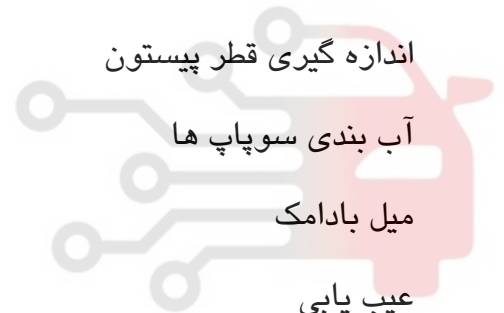 اندازه گیری قطر پیستون
آب بندی سوپاپ ها
میل بادامک
عیب یابی